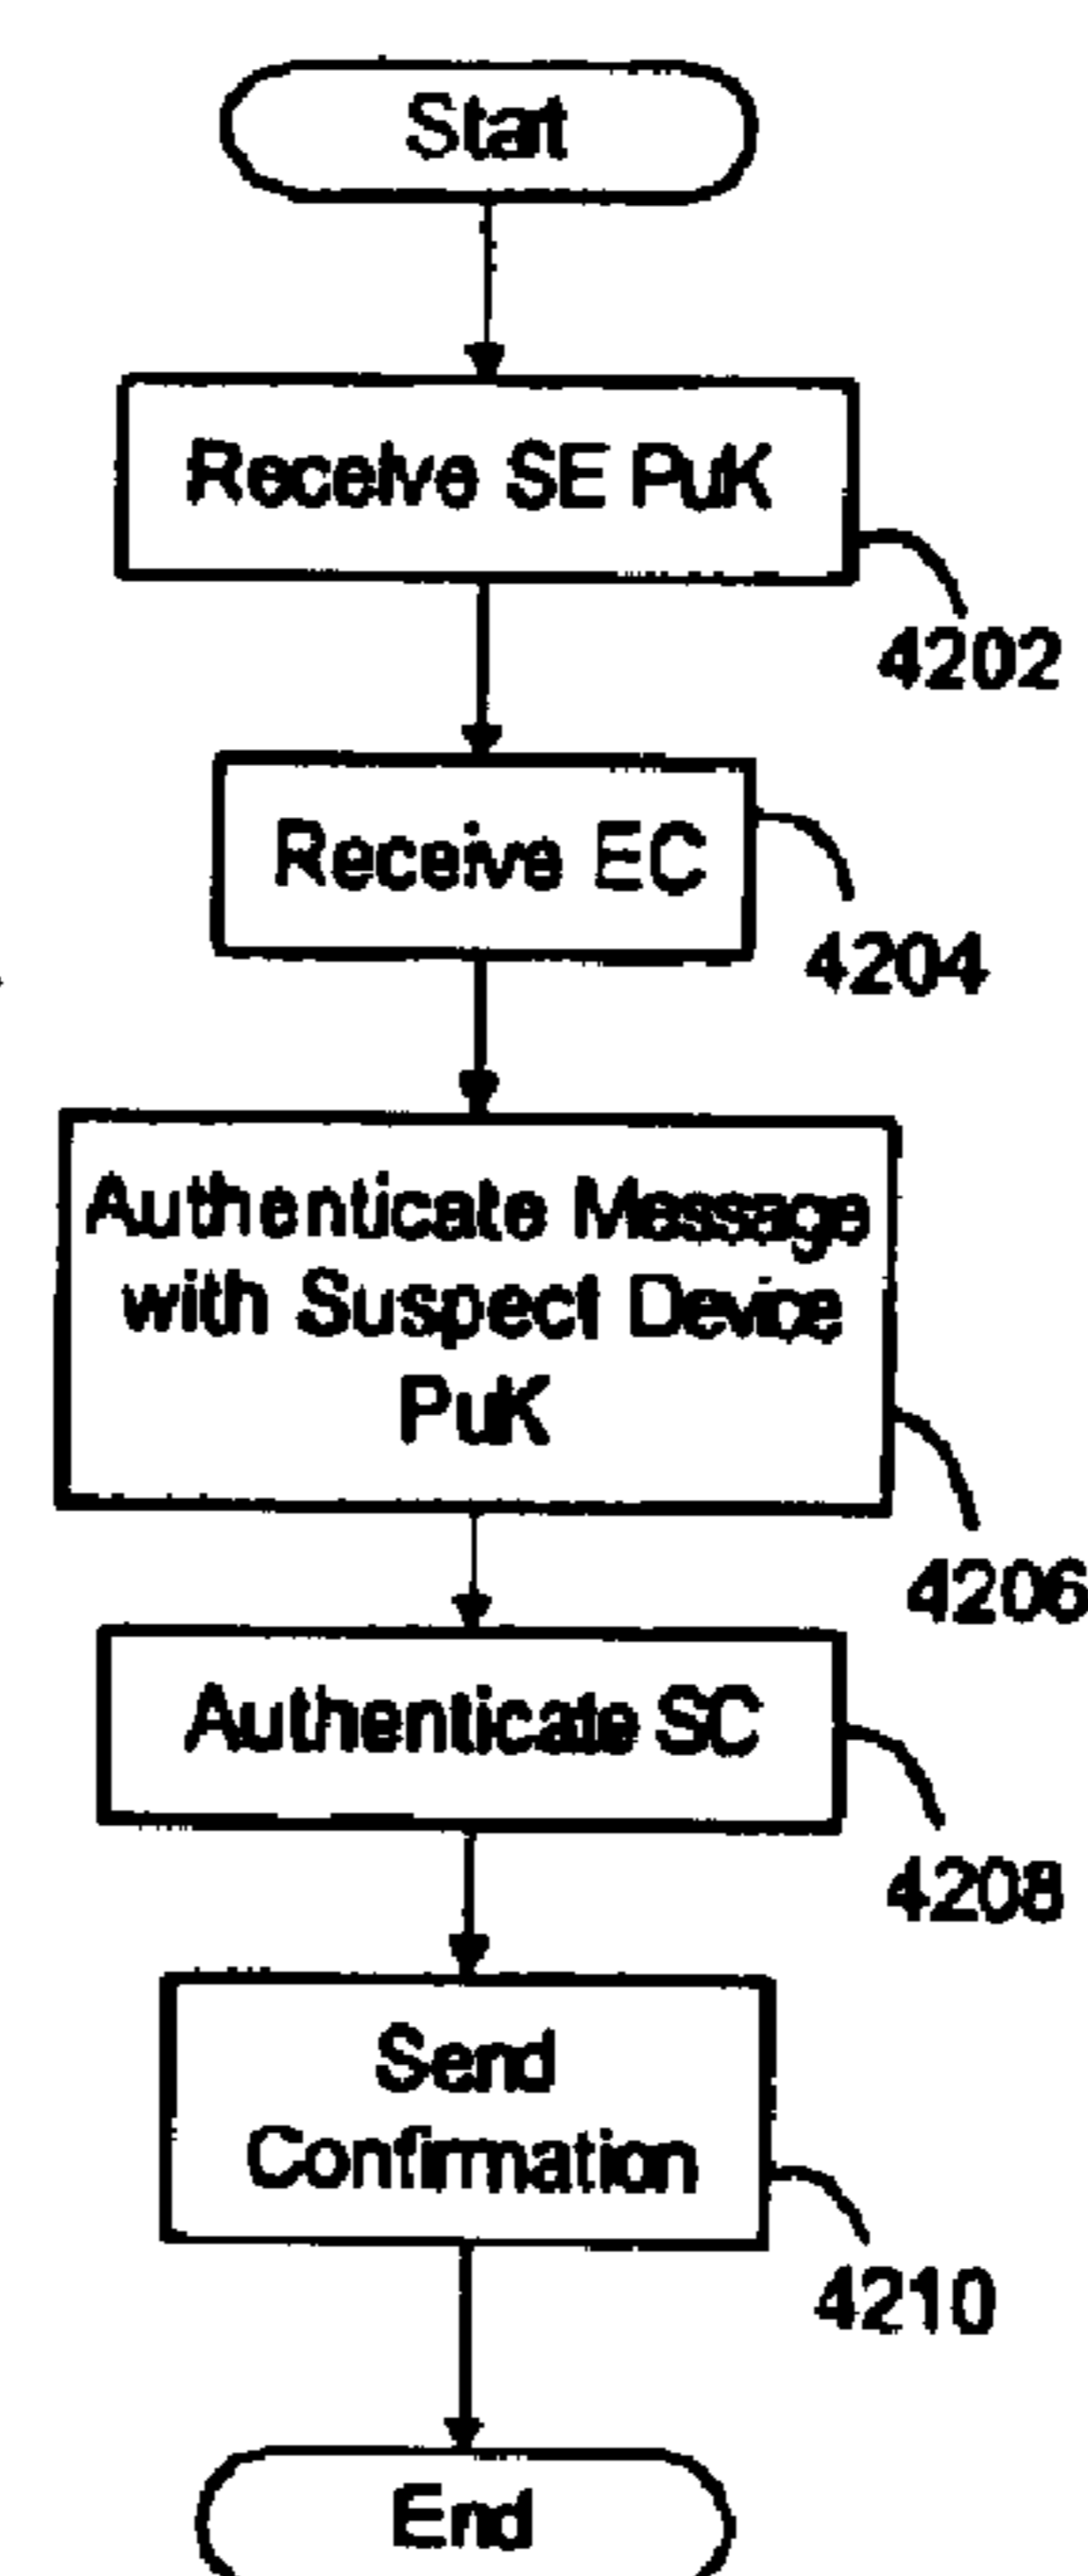 Start
Receive SE PuK
4202
Receive EC
4204
Authenticate Message
with Suspect Device
PuK
4206
Authenticate SC
4208
Send
Confirmation
4210
End